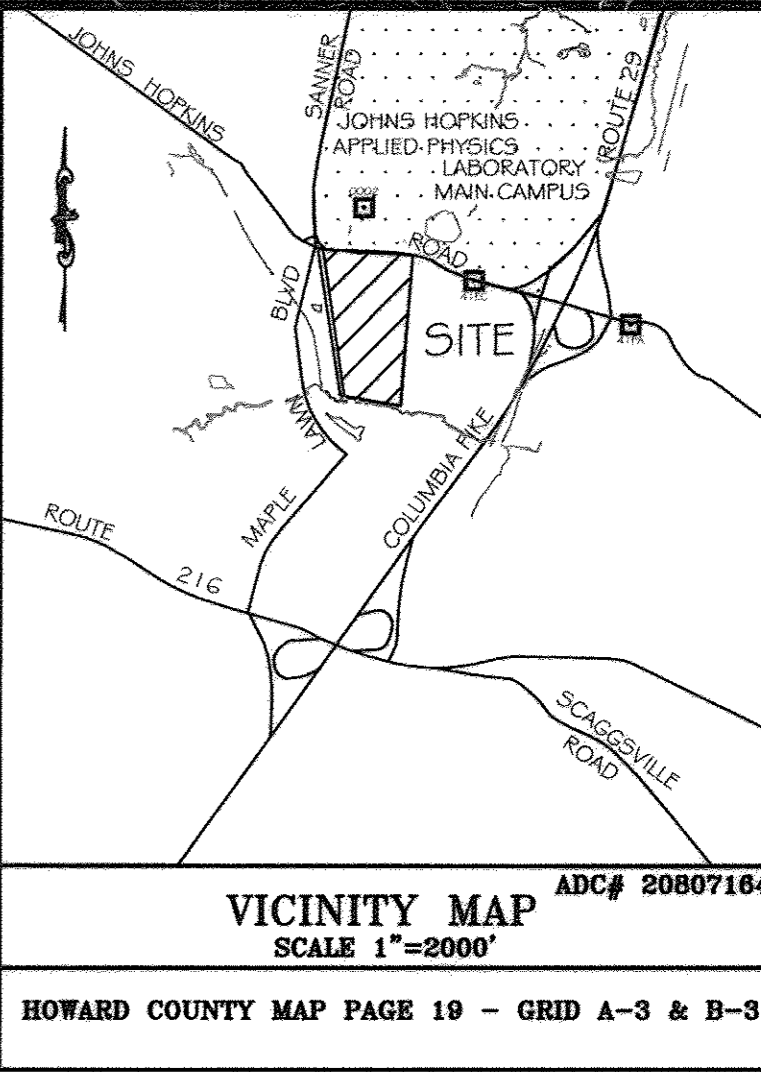 JOHNS HOPKINS
SANNER
ROAD
ROUTE 29
JOHNS HOPKINS
APPLIED PHYSICS
LABORATORY
MAIN CAMPUS
0002
ROAD
BLVD
SITE
LAWN
MAPLE
COLUMBIA PIKE
ROUTE
216
SCAGGSVILLE
ROAD
ADC# 20807164
VICINITY MAP
SCALE 1"=2000'
HOWARD COUNTY MAP PAGE 19 - GRID A-3 & B-3